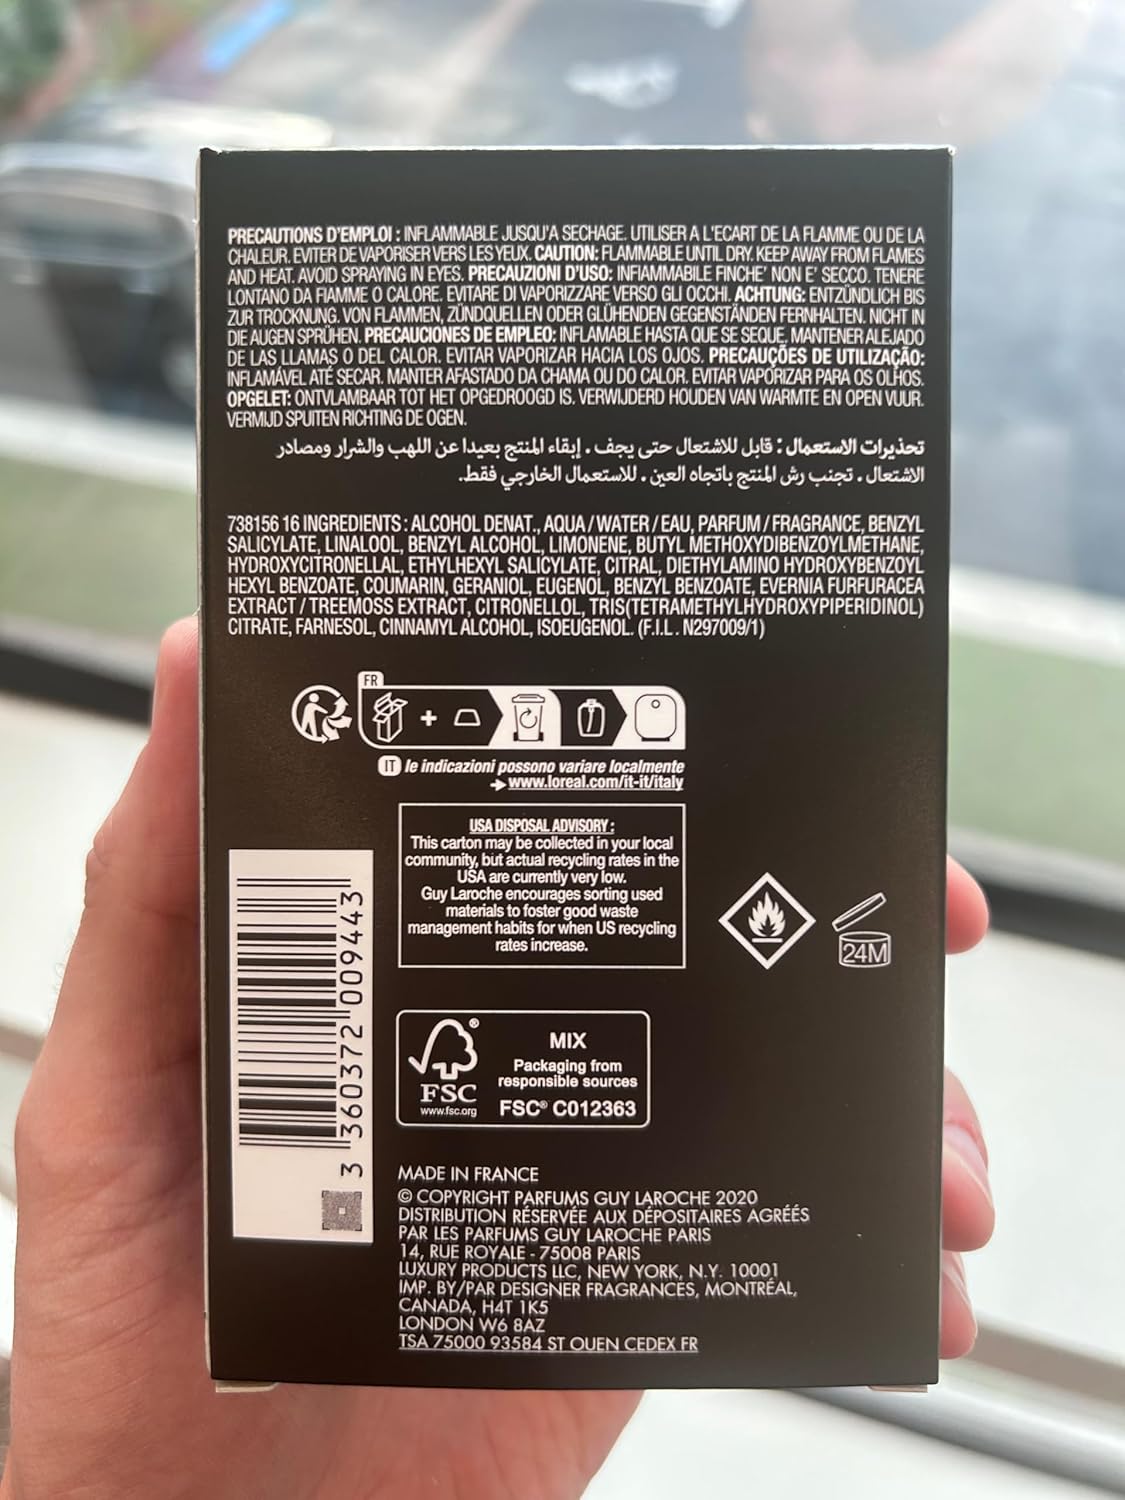 PRECAUTIONS D'EMPLOI : INFLAMMABLE JUSQU'A SECHAGE. UTILISER A L'ECART DE LA FLAMME OU DE LA
CHALEUR. EVITER DE VAPORISER VERS LES YEUX. CAUTION: FLAMMABLE UNTIL DRY. KEEP AWAY FROM FLAMES
AND HEAT. AVOID SPRAYING IN EYES. PRECAUZIONI D'USO: INFIAMMABILE FINCHE' NON E' SECCO. TENERE
LONTANO DA FIAMME O CALORE. EVITARE DI VAPORIZZARE VERSO GLI OCCHI. ACHTUNG: ENTZÜNDLICH BIS
ZUR TROCKNUNG. VON FLAMMEN, ZÜNDQUELLEN ODER GLÜHENDEN GEGENSTÄNDEN FERNHALTEN. NICHT IN
DIE AUGEN SPRÜHEN. PRECAUCIONES DE EMPLEO: INFLAMABLE HASTA QUE SE SEQUE. MANTENER ALEJADO
DE LAS LLAMAS O DEL CALOR. EVITAR VAPORIZAR HACIA LOS OJOS. PRECAUÇÕES DE UTILIZAÇÃO:
INFLAMÁVEL ATÉ SECAR. MANTER AFASTADO DA CHAMA OU DO CALOR. EVITAR VAPORIZAR PARA OS OLHOS.
OPGELET: ONTVLAMBAAR TOT HET OPGEDROOGD IS. VERWIJDERD HOUDEN VAN WARMTE EN OPEN VUUR.
VERMIJD SPUITEN RICHTING DE OGEN.
تحذيرات الاستعمال : قابل للاشتعال حتى يجف . إبقاء المنتج بعيدا عن اللهب والشرار ومصادر
الاشتعال . تجنب رش المنتج باتجاه العين . للاستعمال الخارجي فقط.
738156 16 INGREDIENTS : ALCOHOL DENAT., AQUA / WATER / EAU, PARFUM / FRAGRANCE, BENZYL
SALICYLATE, LINALOOL, BENZYL ALCOHOL, LIMONENE, BUTYL METHOXYDIBENZOYLMETHANE,
HYDROXYCITRONELLAL, ETHYLHEXYL SALICYLATE, CITRAL, DIETHYLAMINO HYDROXYBENZOYL
HEXYL BENZOATE, COUMARIN, GERANIOL, EUGENOL, BENZYL BENZOATE, EVERNIA FURFURACEA
EXTRACT / TREEMOSS EXTRACT, CITRONELLOL, TRIS(TETRAMETHYLHYDROXYPIPERIDINOL)
CITRATE, FARNESOL, CINNAMYL ALCOHOL, ISOEUGENOL. (F.I.L. N297009/1)
FR
+
IT le indicazioni possono variare localmente
www.loreal.com/it-it/italy
USA DISPOSAL ADVISORY :
This carton may be collected in your local
community, but actual recycling rates in the
USA are currently very low.
Guy Laroche encourages sorting used
materials to foster good waste
management habits for when US recycling
rates increase.
24M
3 360372 009443
FSC®
www.fsc.org
MIX
Packaging from
responsible sources
FSC® C012363
MADE IN FRANCE
© COPYRIGHT PARFUMS GUY LAROCHE 2020
DISTRIBUTION RÉSERVÉE AUX DÉPOSITAIRES AGRÉÉS
PAR LES PARFUMS GUY LAROCHE PARIS
14, RUE ROYALE - 75008 PARIS
LUXURY PRODUCTS LLC, NEW YORK, N.Y. 10001
IMP. BY/PAR DESIGNER FRAGRANCES, MONTRÉAL,
CANADA, H4T 1K5
LONDON W6 8AZ
TSA 75000 93584 ST OUEN CEDEX FR